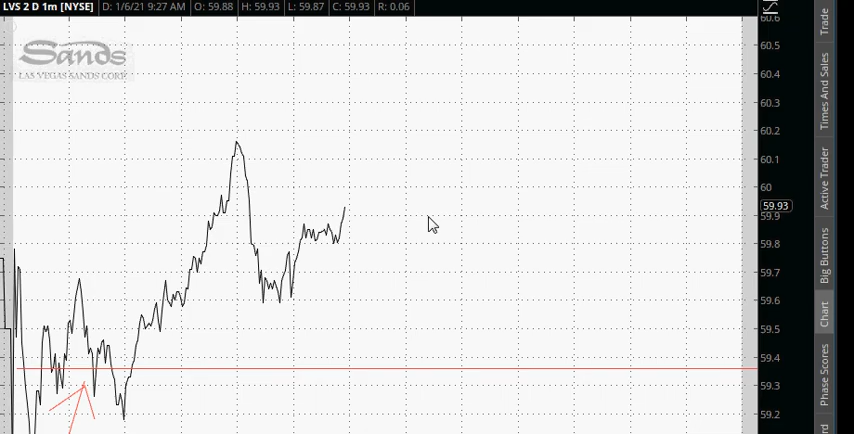 LVS 2 D 1m [NYSE] D: 1/6/21 9:27 AM O: 59.88 H: 59.93 L: 59.87 C: 59.93 R: 0.06
Sands
LAS VEGAS SANDS CORP.
60.6
60.5
60.4
60.3
60.2
60.1
60
59.93
59.9
59.8
59.7
59.6
59.5
59.4
59.3
59.2
Trade
Times And Sales
Active Trader
Big Buttons
Chart
Phase Scores